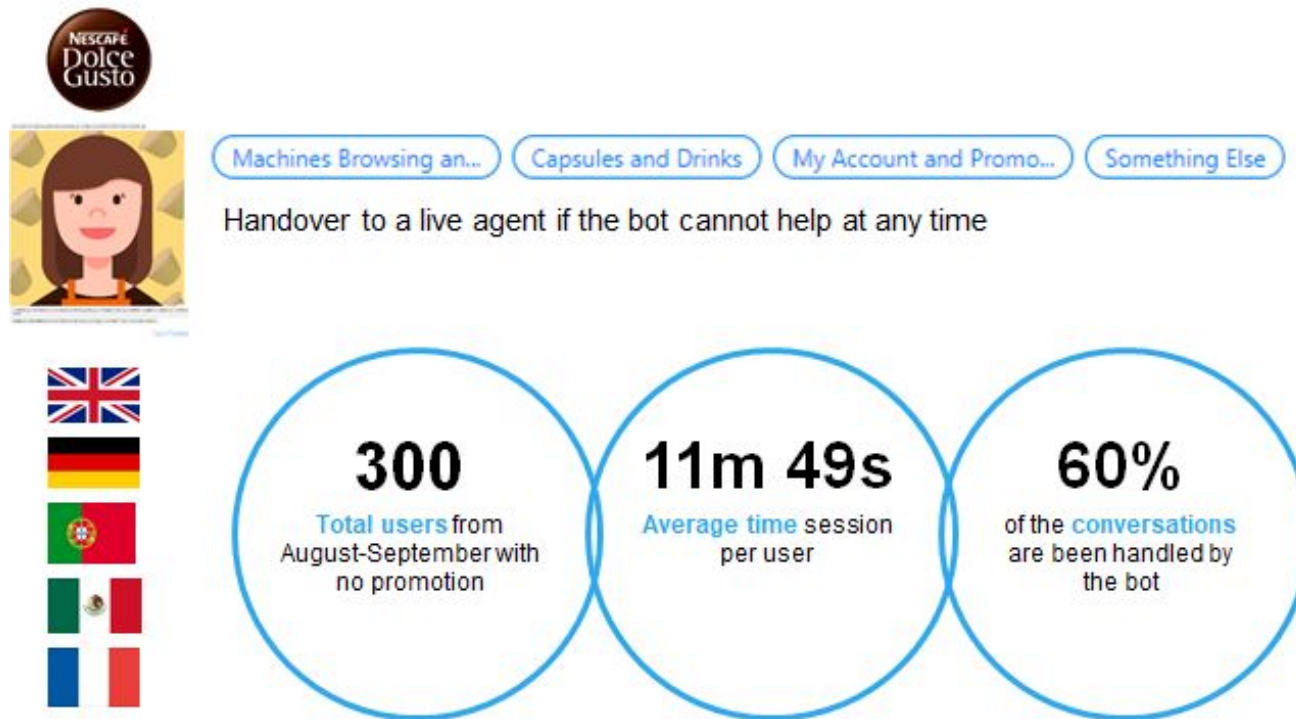 NESCAFÉ
Dolce
Gusto
Machines Browsing an...
Capsules and Drinks
My Account and Promo...
Something Else
Handover to a live agent if the bot cannot help at any time
300
Total users from
August-September with
no promotion
11m 49s
Average time session
per user
60%
of the conversations
are been handled by
the bot